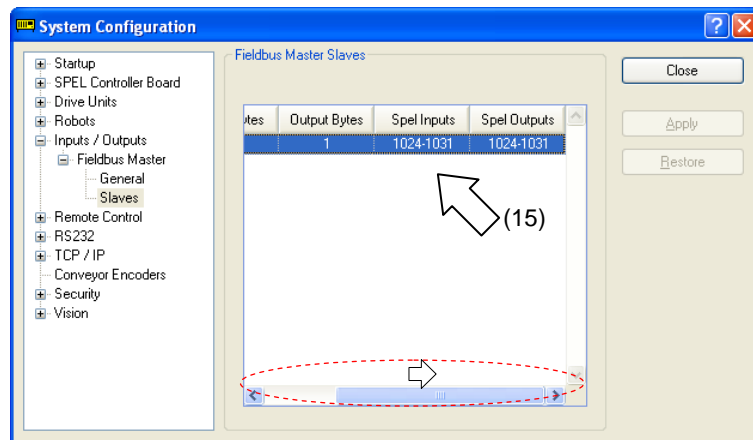 System Configuration
Startup
SPEL Controller Board
Drive Units
Robots
Inputs / Outputs
Fieldbus Master
General
Slaves
Remote Control
RS232
TCP / IP
Conveyor Encoders
Security
Vision
Fieldbus Master Slaves
Output Bytes Spel Inputs Spel Outputs
1 1024-1031 1024-1031
(15)
Close
Apply
Restore